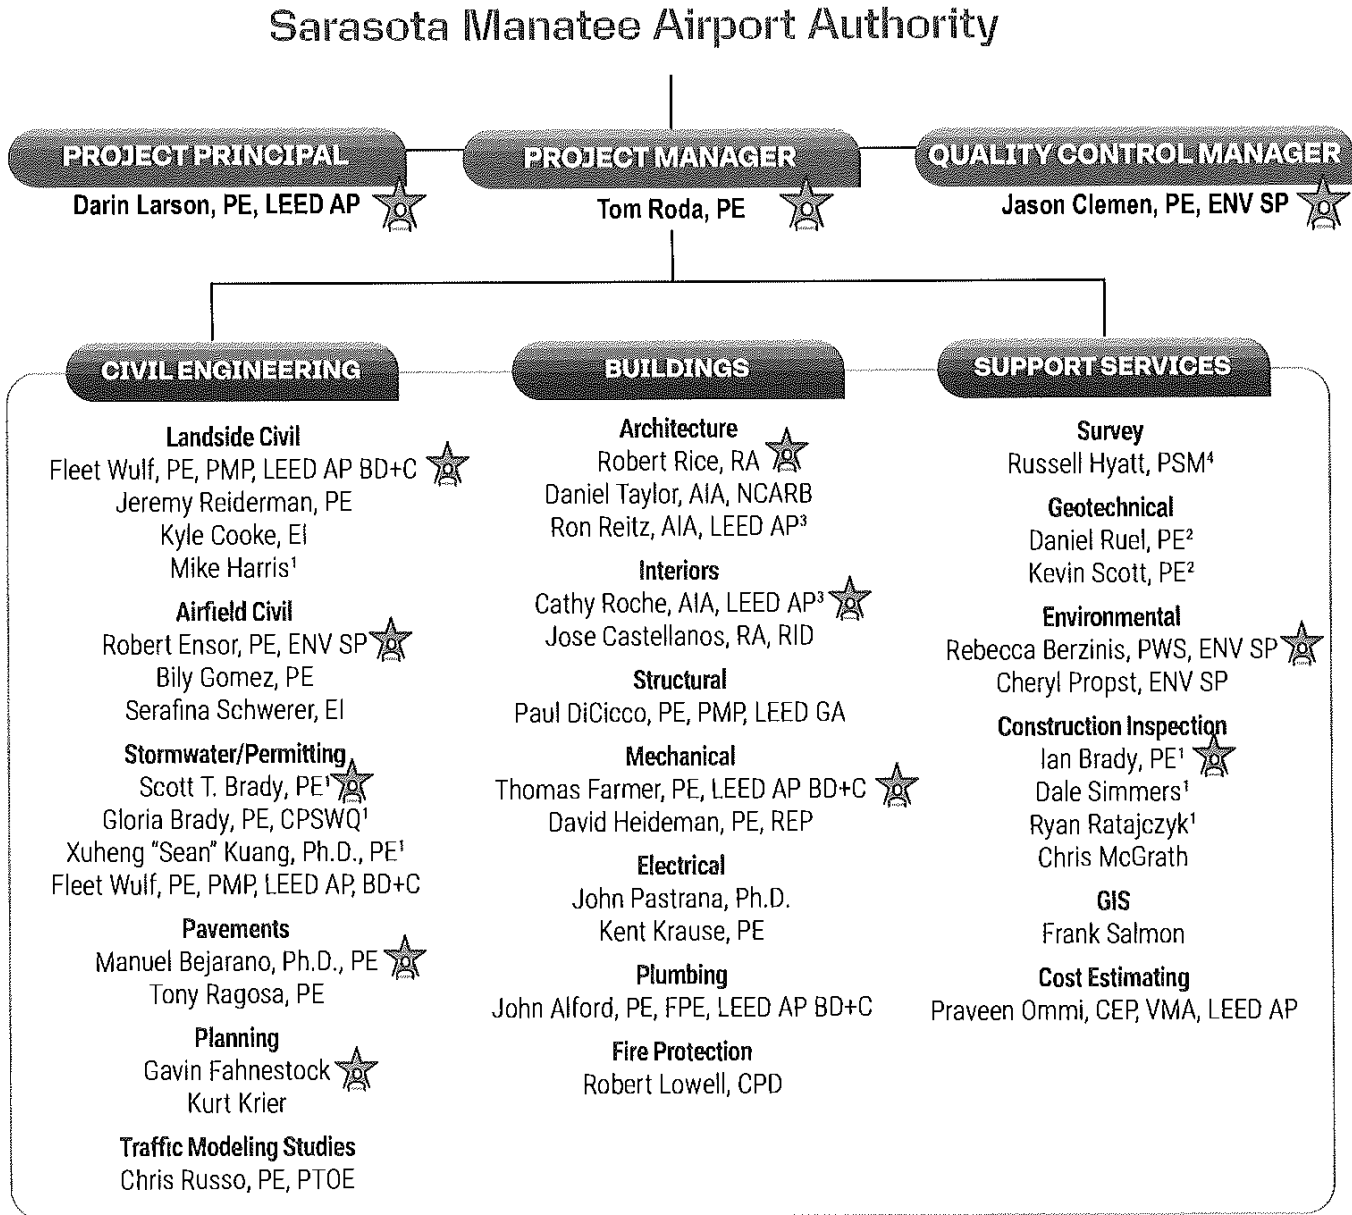 Sarasota Manatee Airport Authority
PROJECT PRINCIPAL
Darin Larson, PE, LEED AP
PROJECT MANAGER
Tom Roda, PE
QUALITY CONTROL MANAGER
Jason Clemen, PE, ENV SP
CIVIL ENGINEERING
Landside Civil
Fleet Wulf, PE, PMP, LEED AP BD+C
Jeremy Reiderman, PE
Kyle Cooke, EI
Mike Harris¹
Airfield Civil
Robert Ensor, PE, ENV SP
Bily Gomez, PE
Serafina Schwerer, EI
Stormwater/Permitting
Scott T. Brady, PE¹
Gloria Brady, PE, CPSWQ¹
Xuheng "Sean" Kuang, Ph.D., PE¹
Fleet Wulf, PE, PMP, LEED AP, BD+C
Pavements
Manuel Bejarano, Ph.D., PE
Tony Ragosa, PE
Planning
Gavin Fahnestock
Kurt Krier
Traffic Modeling Studies
Chris Russo, PE, PTOE
BUILDINGS
Architecture
Robert Rice, RA
Daniel Taylor, AIA, NCARB
Ron Reitz, AIA, LEED AP³
Interiors
Cathy Roche, AIA, LEED AP³
Jose Castellanos, RA, RID
Structural
Paul DiCicco, PE, PMP, LEED GA
Mechanical
Thomas Farmer, PE, LEED AP BD+C
David Heideman, PE, REP
Electrical
John Pastrana, Ph.D.
Kent Krause, PE
Plumbing
John Alford, PE, FPE, LEED AP BD+C
Fire Protection
Robert Lowell, CPD
SUPPORT SERVICES
Survey
Russell Hyatt, PSM⁴
Geotechnical
Daniel Ruel, PE²
Kevin Scott, PE²
Environmental
Rebecca Berzinis, PWS, ENV SP
Cheryl Propst, ENV SP
Construction Inspection
Ian Brady, PE¹
Dale Simmers¹
Ryan Ratajczyk¹
Chris McGrath
GIS
Frank Salmon
Cost Estimating
Praveen Ommi, CEP, VMA, LEED AP